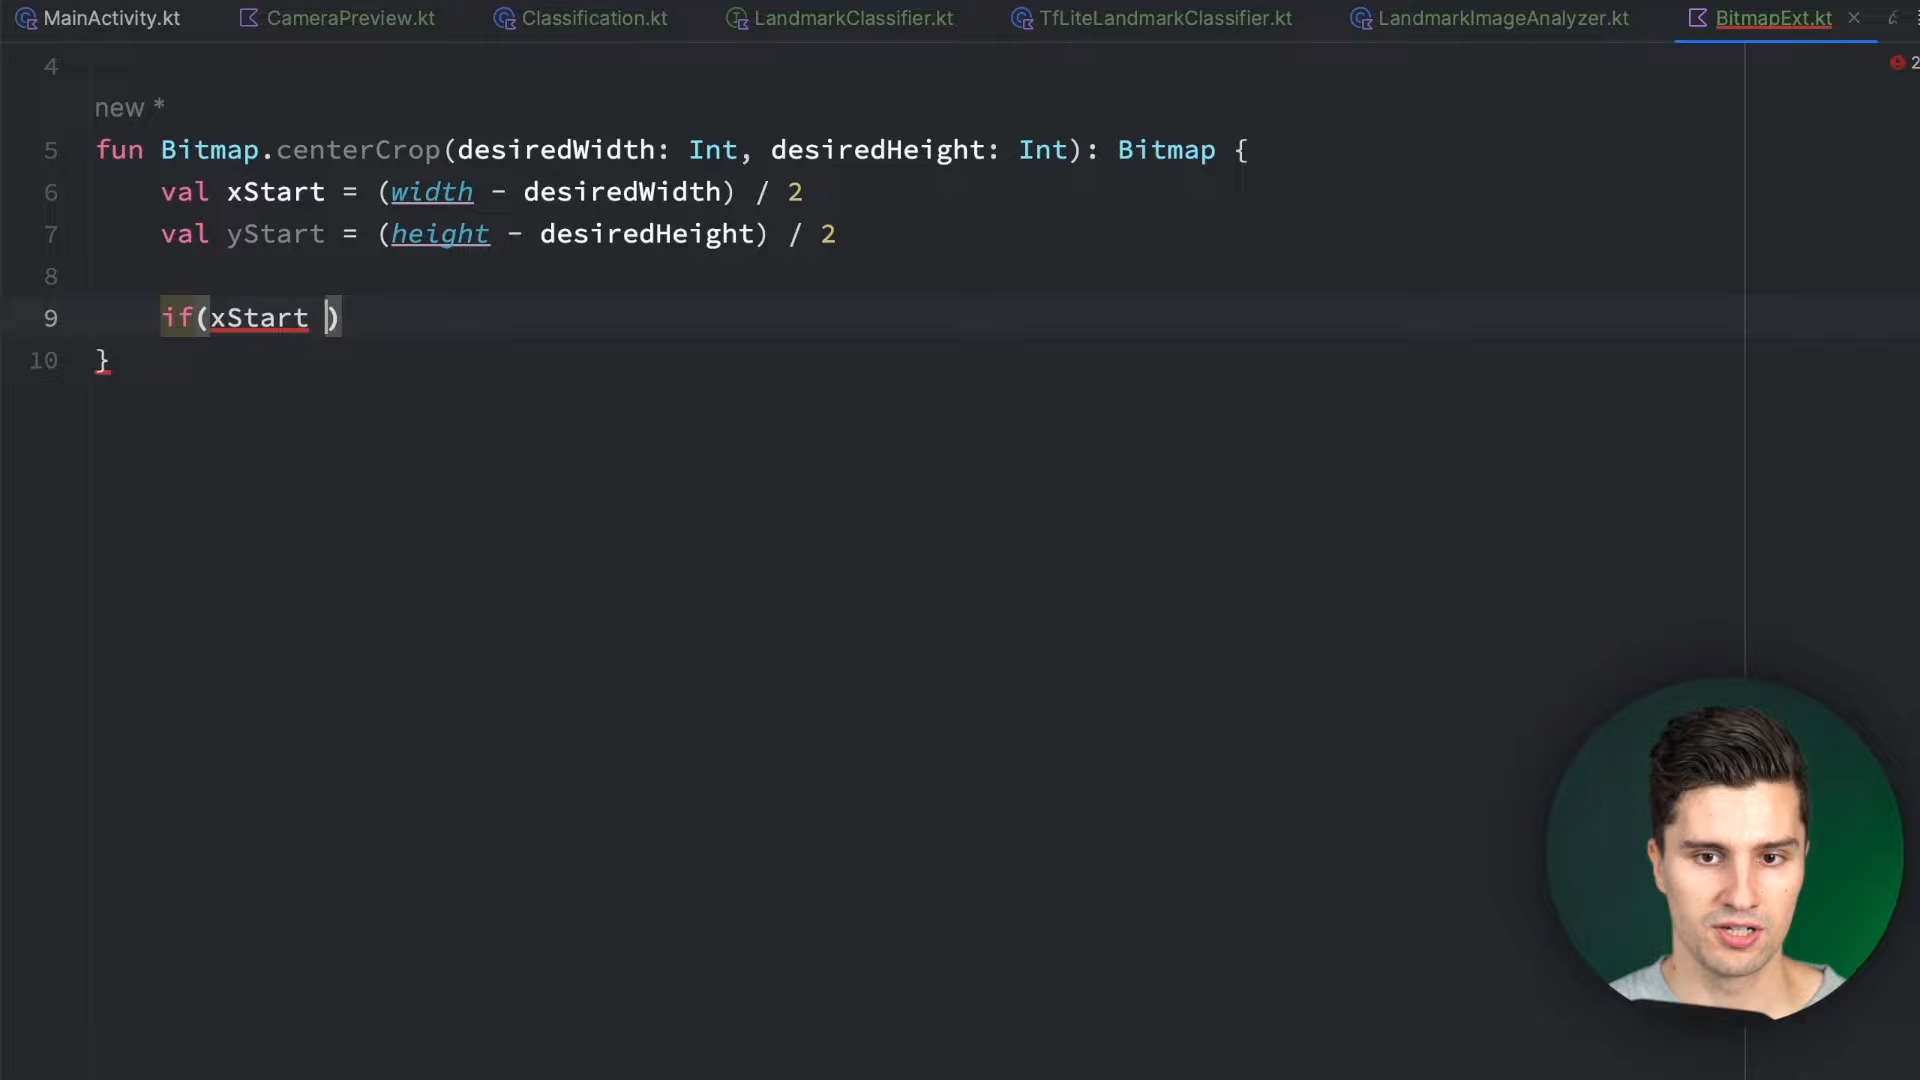 MainActivity.kt CameraPreview.kt Classification.kt LandmarkClassifier.kt TfLiteLandmarkClassifier.kt LandmarkImageAnalyzer.kt BitmapExt.kt
2
4
new *
5 fun Bitmap.centerCrop(desiredWidth: Int, desiredHeight: Int): Bitmap {
6 val xStart = (width - desiredWidth) / 2
7 val yStart = (height - desiredHeight) / 2
8
9 if(xStart )
10 }